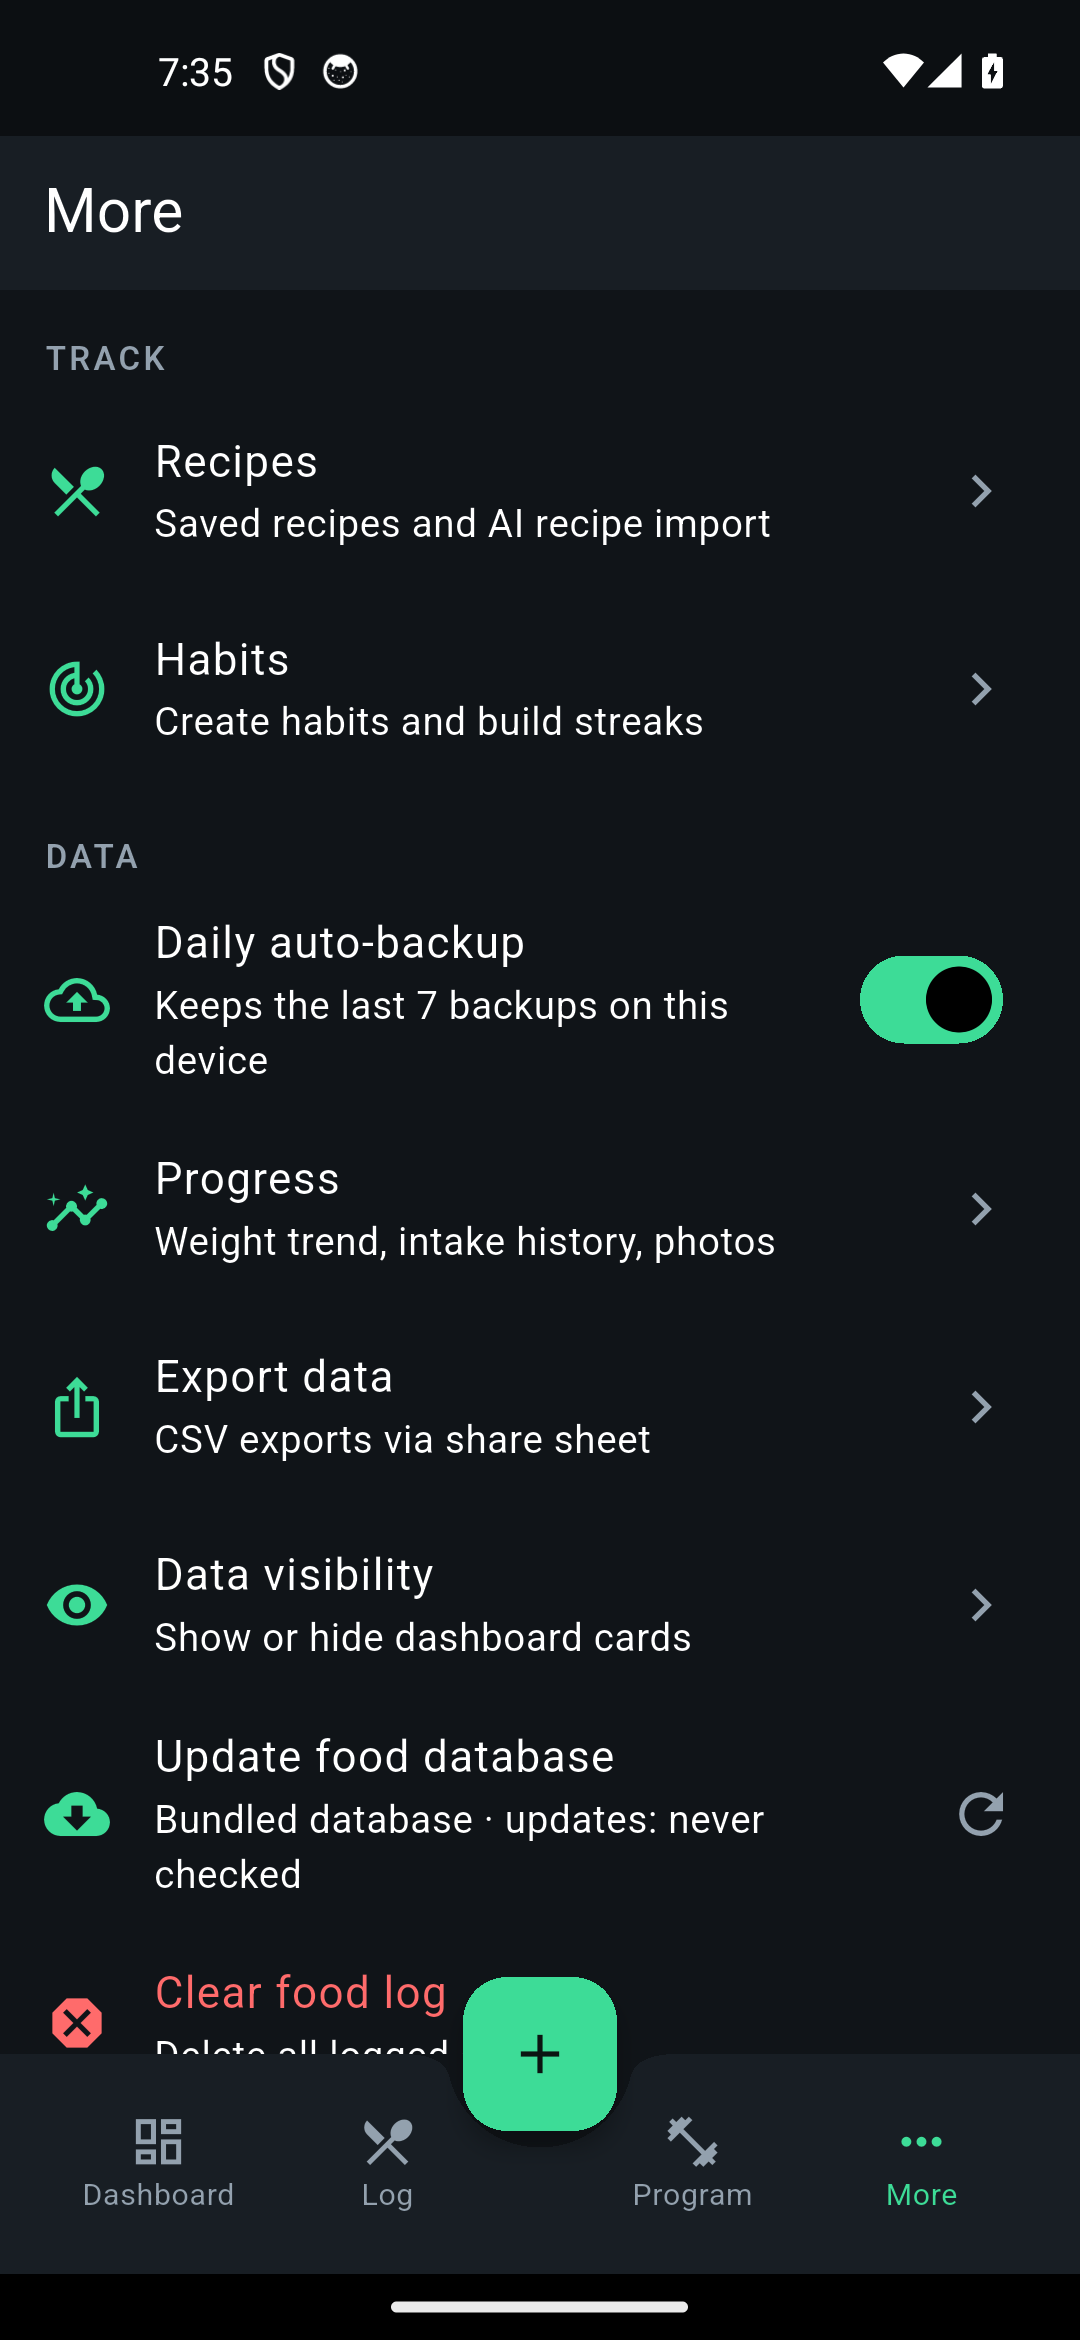 7:35
More
TRACK
Recipes
Saved recipes and AI recipe import
Habits
Create habits and build streaks
DATA
Daily auto-backup
Keeps the last 7 backups on this
device
Progress
Weight trend, intake history, photos
Export data
CSV exports via share sheet
Data visibility
Show or hide dashboard cards
Update food database
Bundled database · updates: never
checked
Clear food log
Delete all logged
Dashboard
Log
Program
More